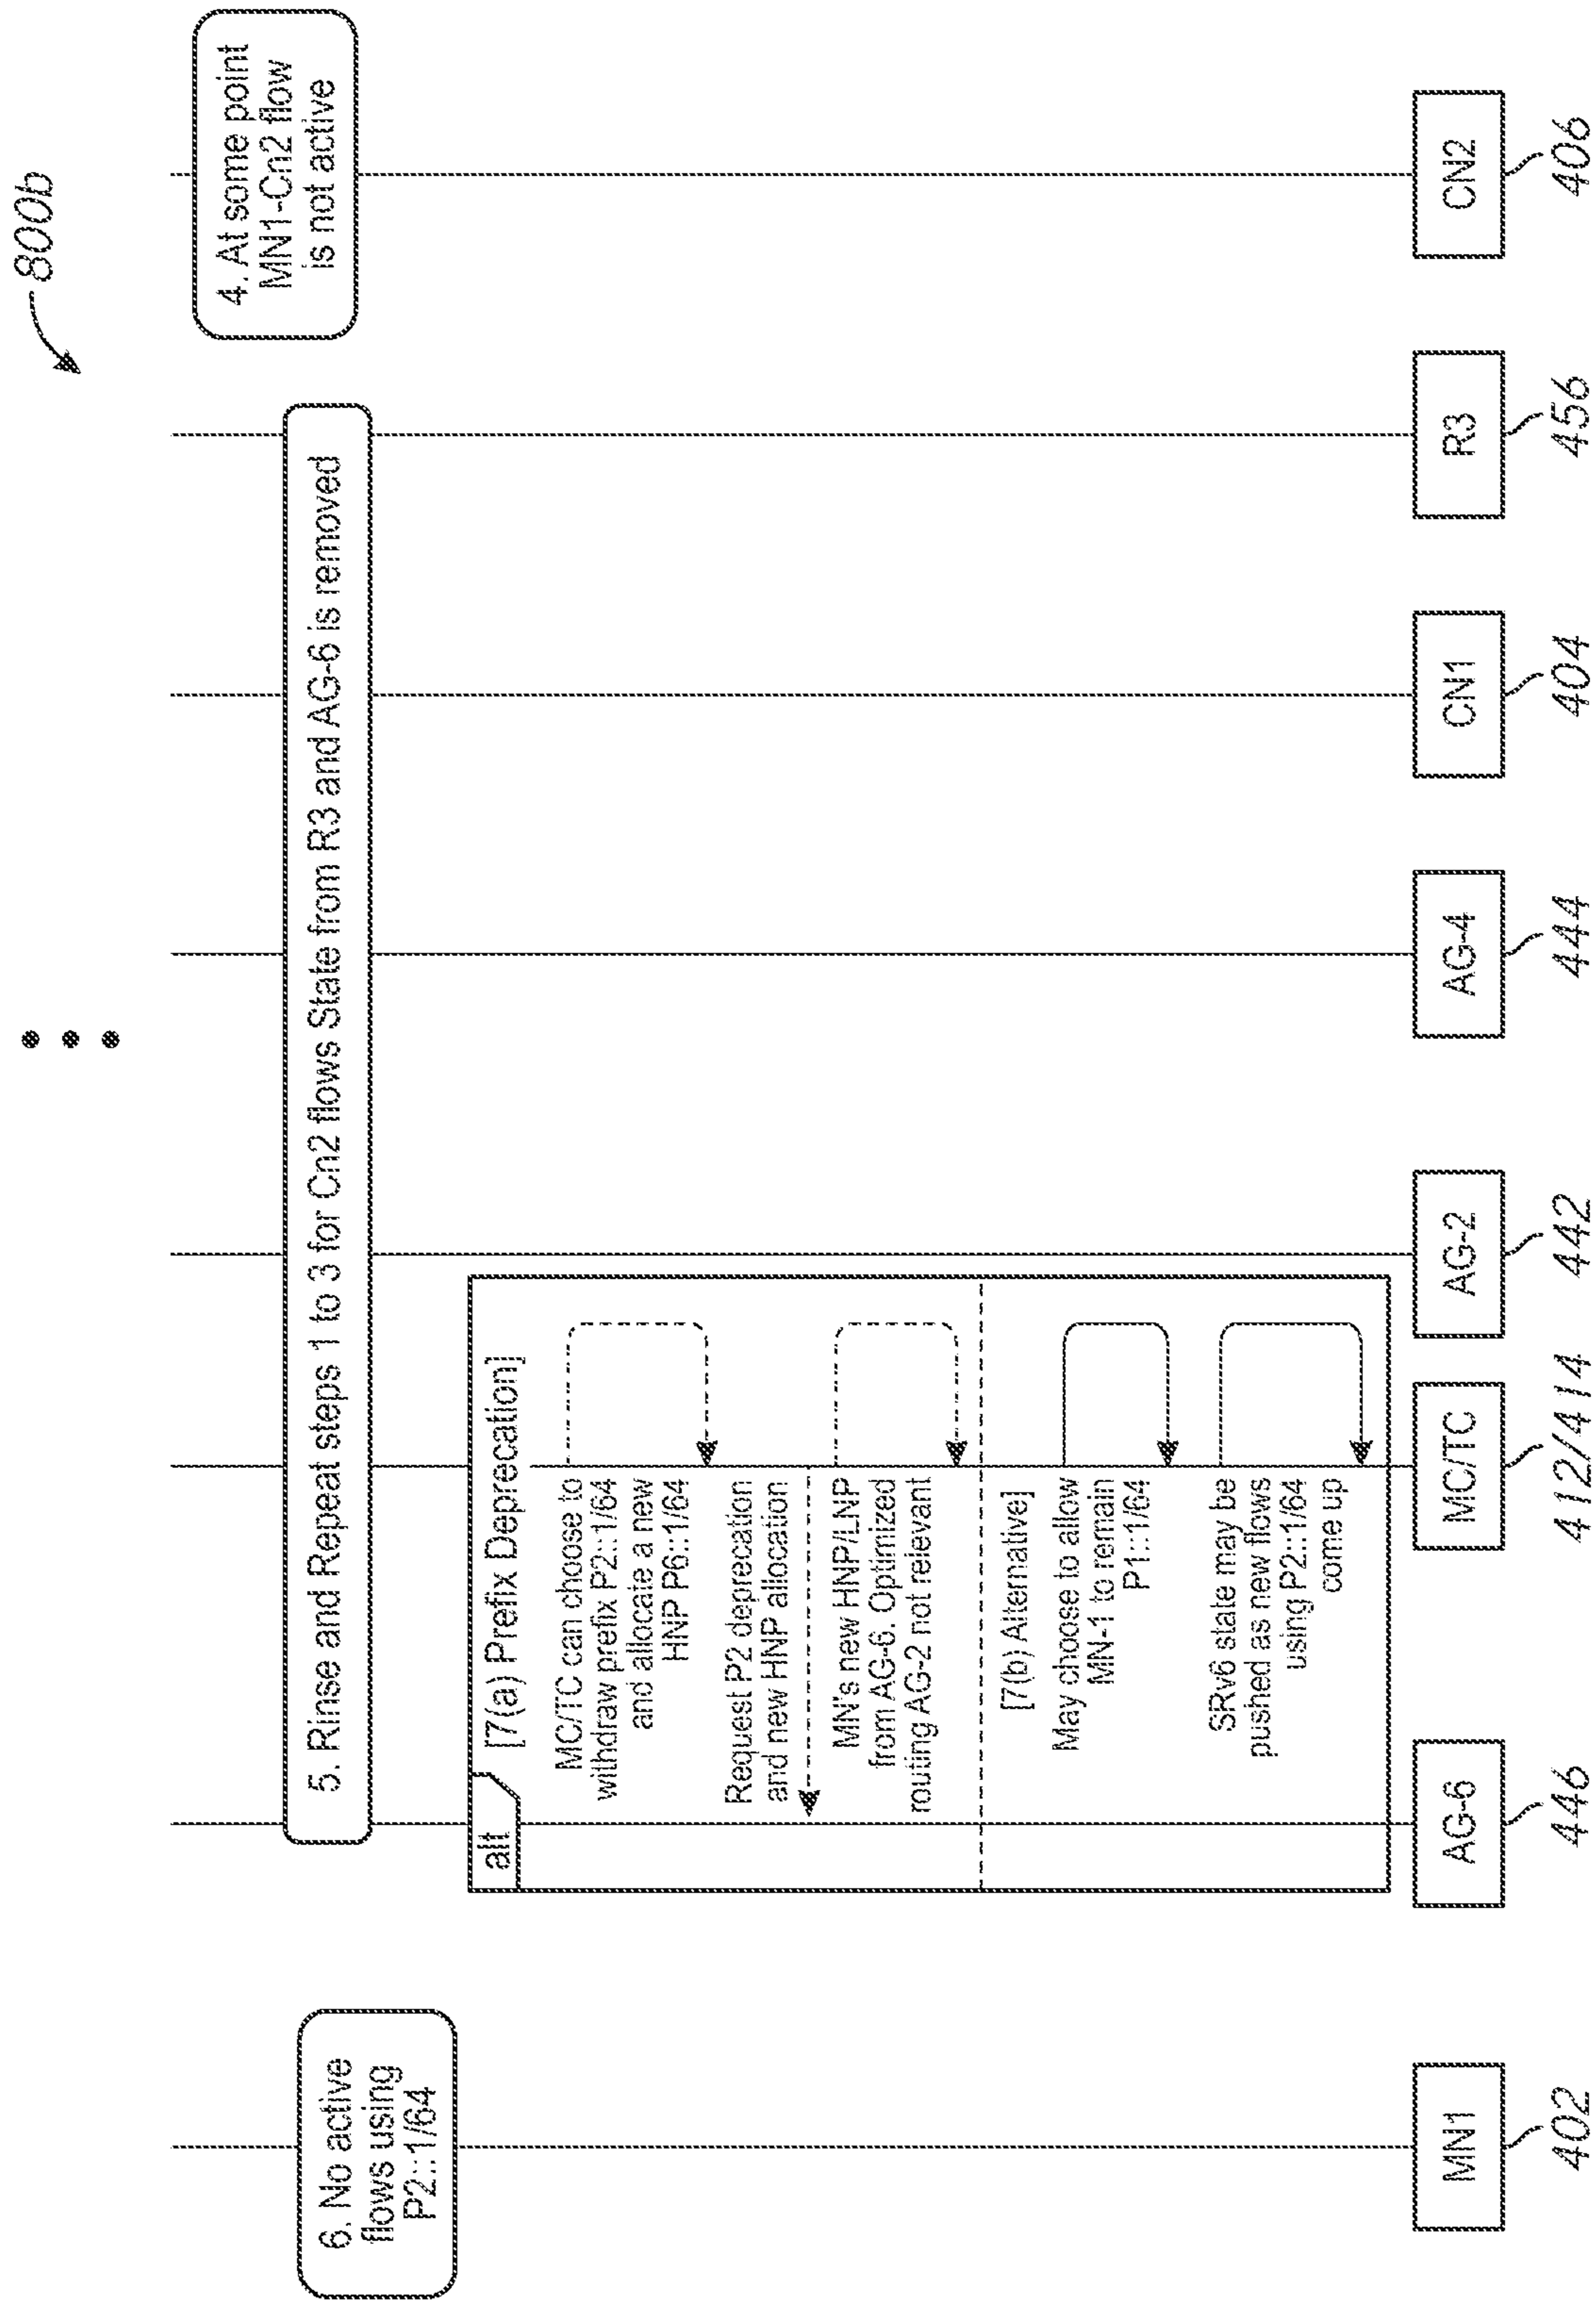 800b
4. At some point
MN1-Cn2 flow
is not active
5. Rinse and Repeat steps 1 to 3 for Cn2 flows State from R3 and AG-6 is removed
6. No active
flows using
P2::1/64
alt
[7(a) Prefix Deprecation]
MC/TC can choose to
withdraw prefix P2::1/64
and allocate a new
HNP P6::1/64
Request P2 deprecation
and new HNP allocation
MN's new HNP/LNP
from AG-6. Optimized
routing AG-2 not relevant
[7(b) Alternative]
May choose to allow
MN-1 to remain
P1::1/64
SRv6 state may be
pushed as new flows
using P2::1/64
come up
MN1
AG-6
MC/TC
AG-2
AG-4
CN1
R3
CN2
402
446
412/414
442
444
404
456
406